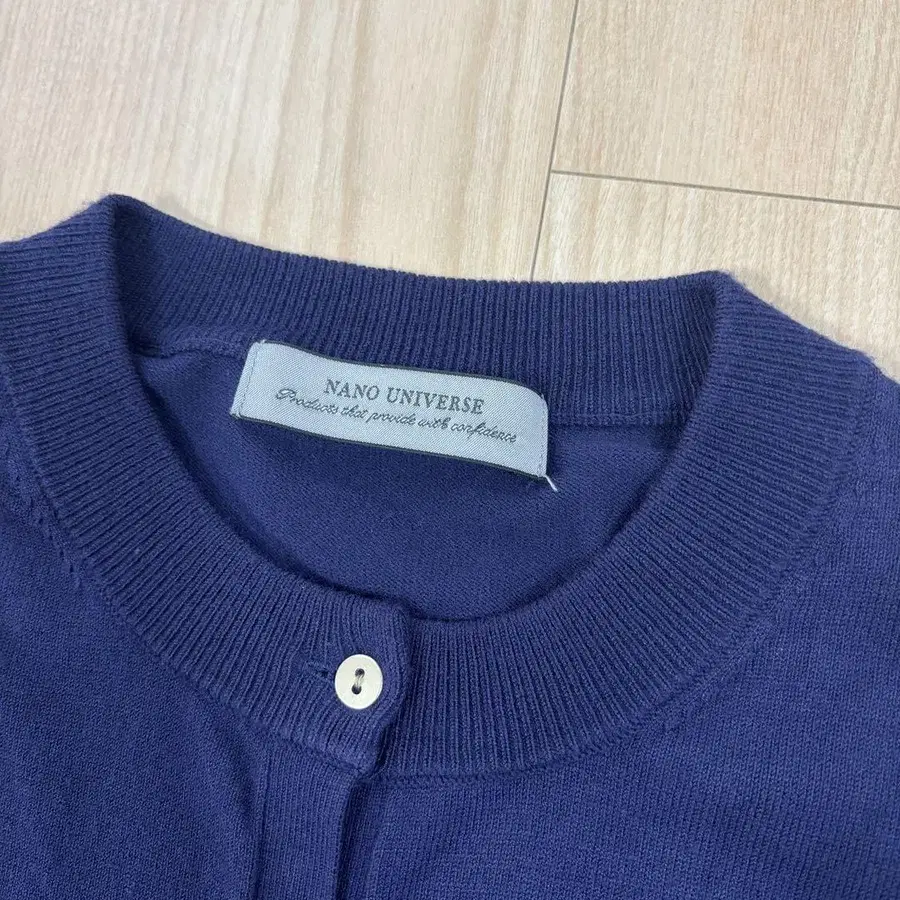 NANO UNIVERSE
Products that provide with confidence